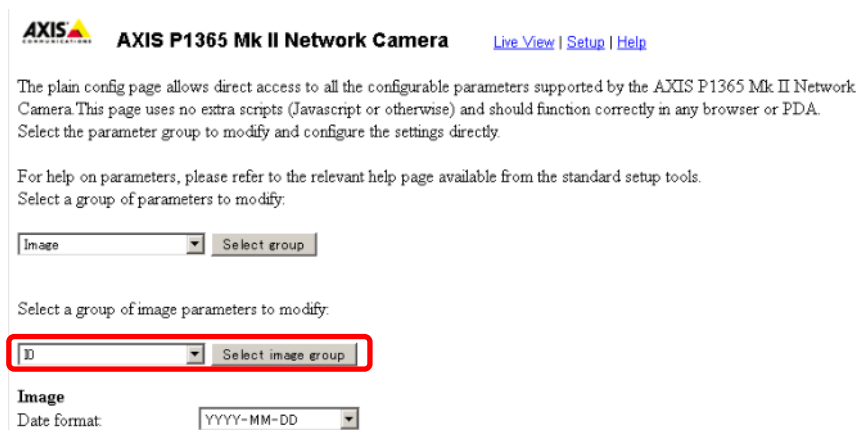 AXIS
COMMUNICATIONS
AXIS P1365 Mk II Network Camera Live View | Setup | Help
The plain config page allows direct access to all the configurable parameters supported by the AXIS P1365 Mk II Network
Camera.This page uses no extra scripts (Javascript or otherwise) and should function correctly in any browser or PDA.
Select the parameter group to modify and configure the settings directly.
For help on parameters, please refer to the relevant help page available from the standard setup tools.
Select a group of parameters to modify:
Image Select group
Select a group of image parameters to modify:
I0 Select image group
Image
Date format: YYYY-MM-DD